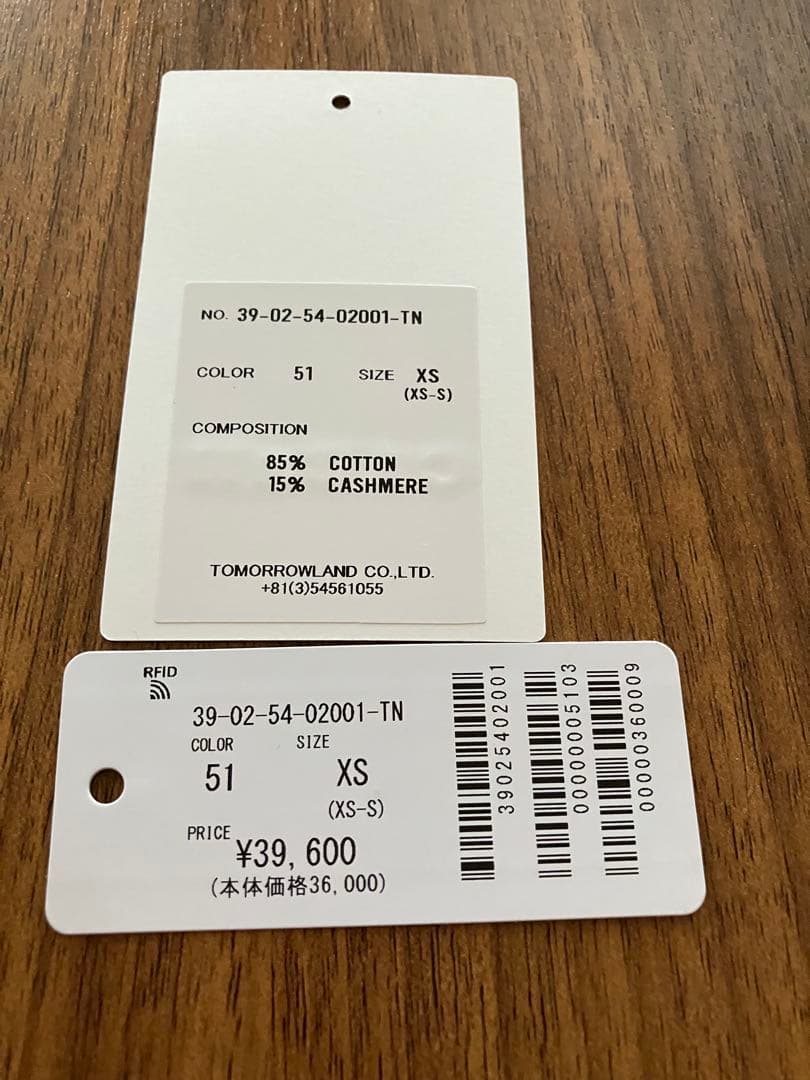 NO. 39-02-54-02001-TN
COLOR 51 SIZE XS
(XS-S)
COMPOSITION
85% COTTON
15% CASHMERE
TOMORROWLAND CO.,LTD.
+81(3)54561055
RFID
39-02-54-02001-TN
COLOR SIZE
51 XS
(XS-S)
PRICE
¥39,600
(本体価格36,000)
39025402001
00000005103
00000360009